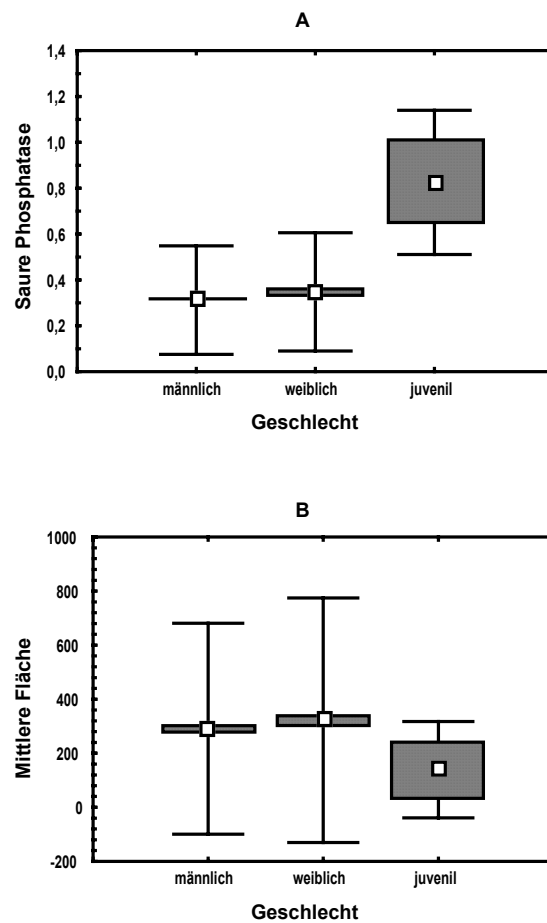 A
Saure Phosphatase
1,4
1,2
1,0
0,8
0,6
0,4
0,2
0,0
männlich weiblich juvenil
Geschlecht
B
Mittlere Fläche
1000
800
600
400
200
0
-200
männlich weiblich juvenil
Geschlecht